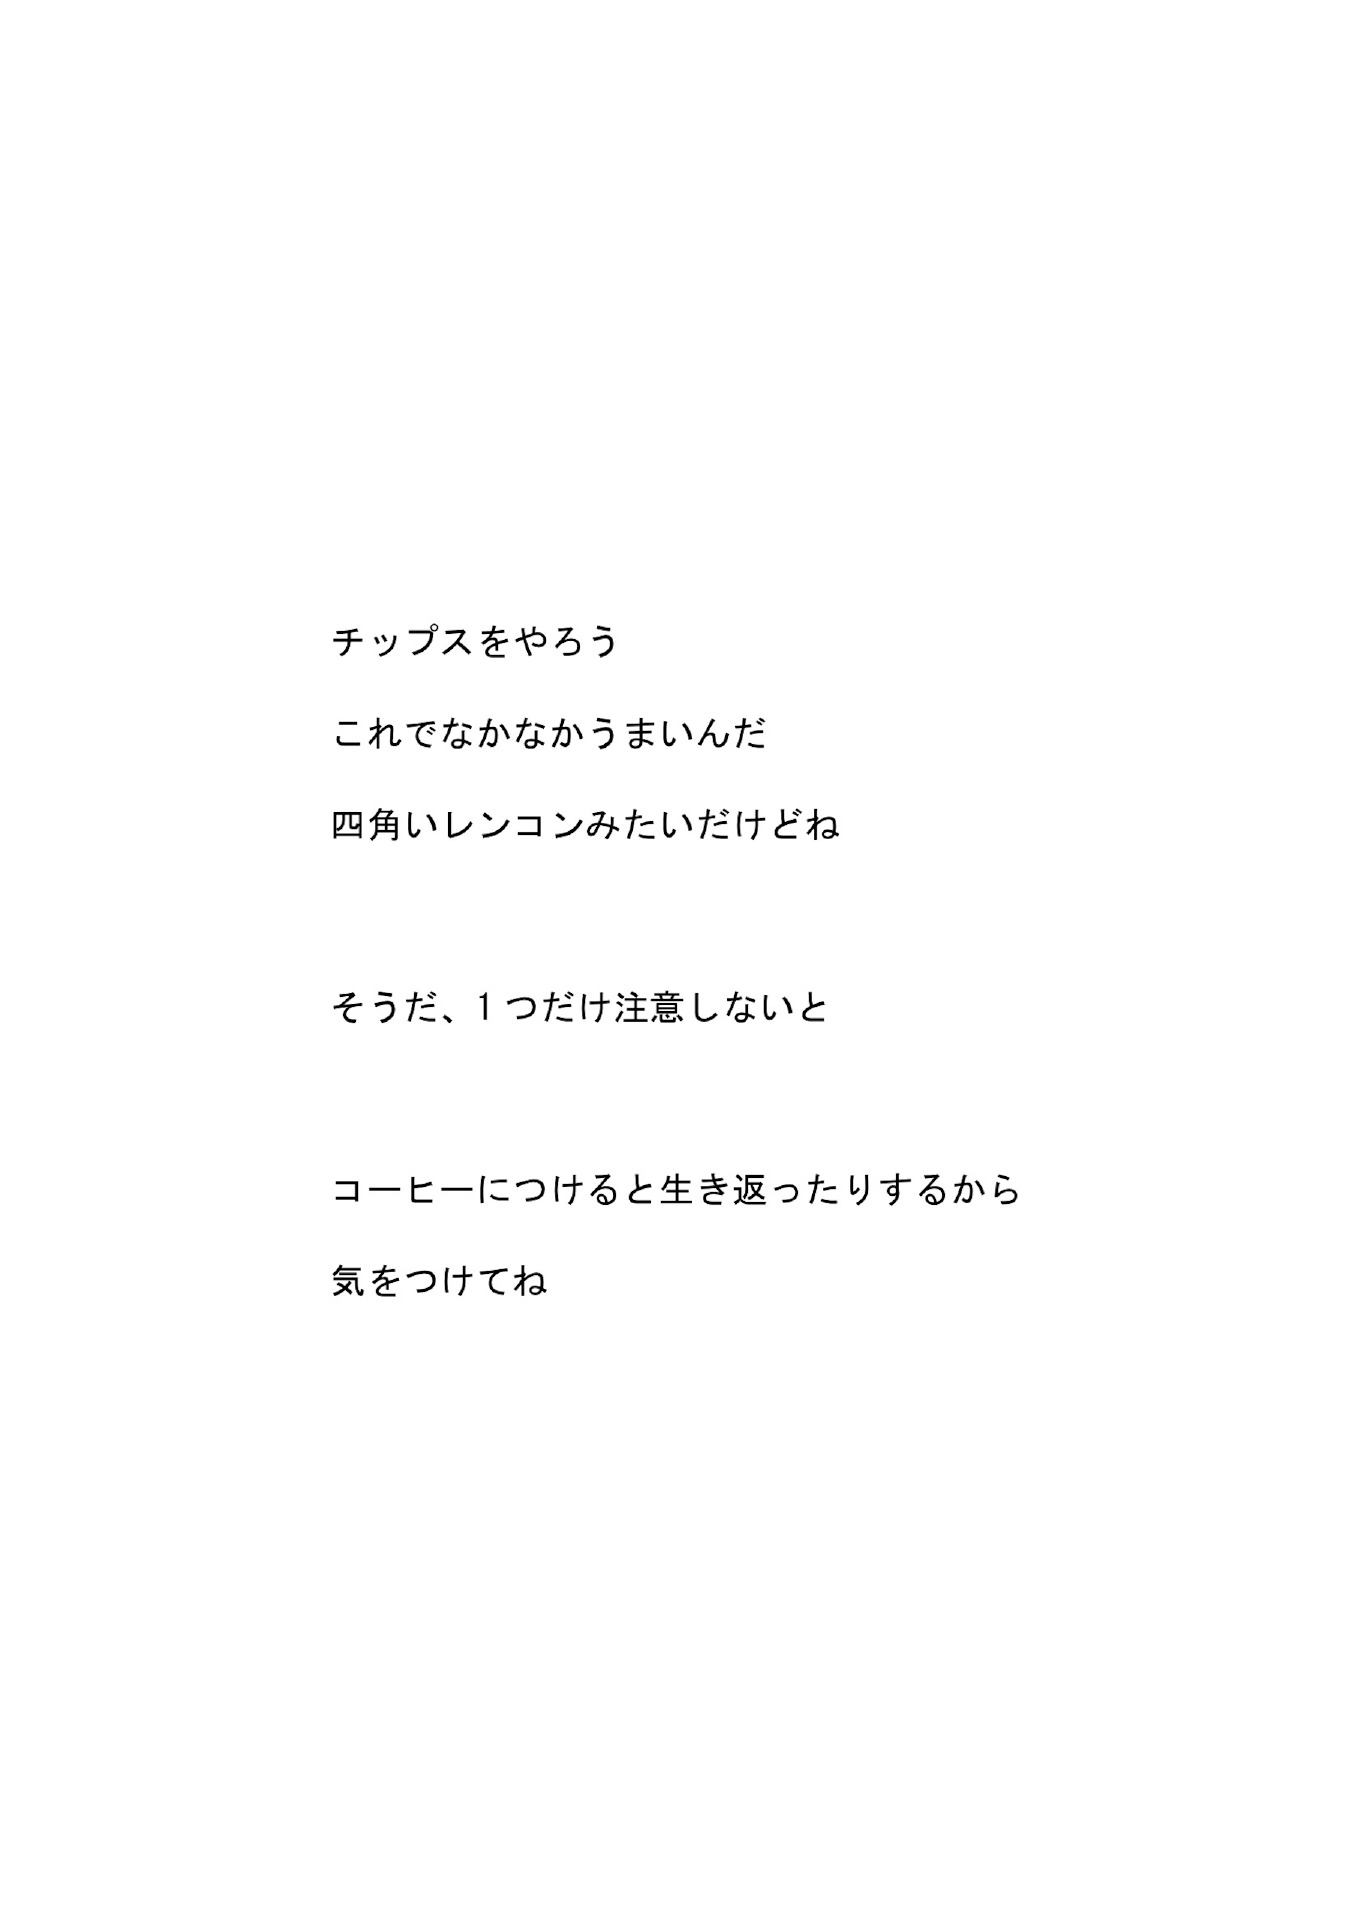 チップスをやろう
これでなかなかうまいんだ
四角いレンコンみたいだけどね
そうだ、1つだけ注意しないと
コーヒーにつけると生き返ったりするから
気をつけてね